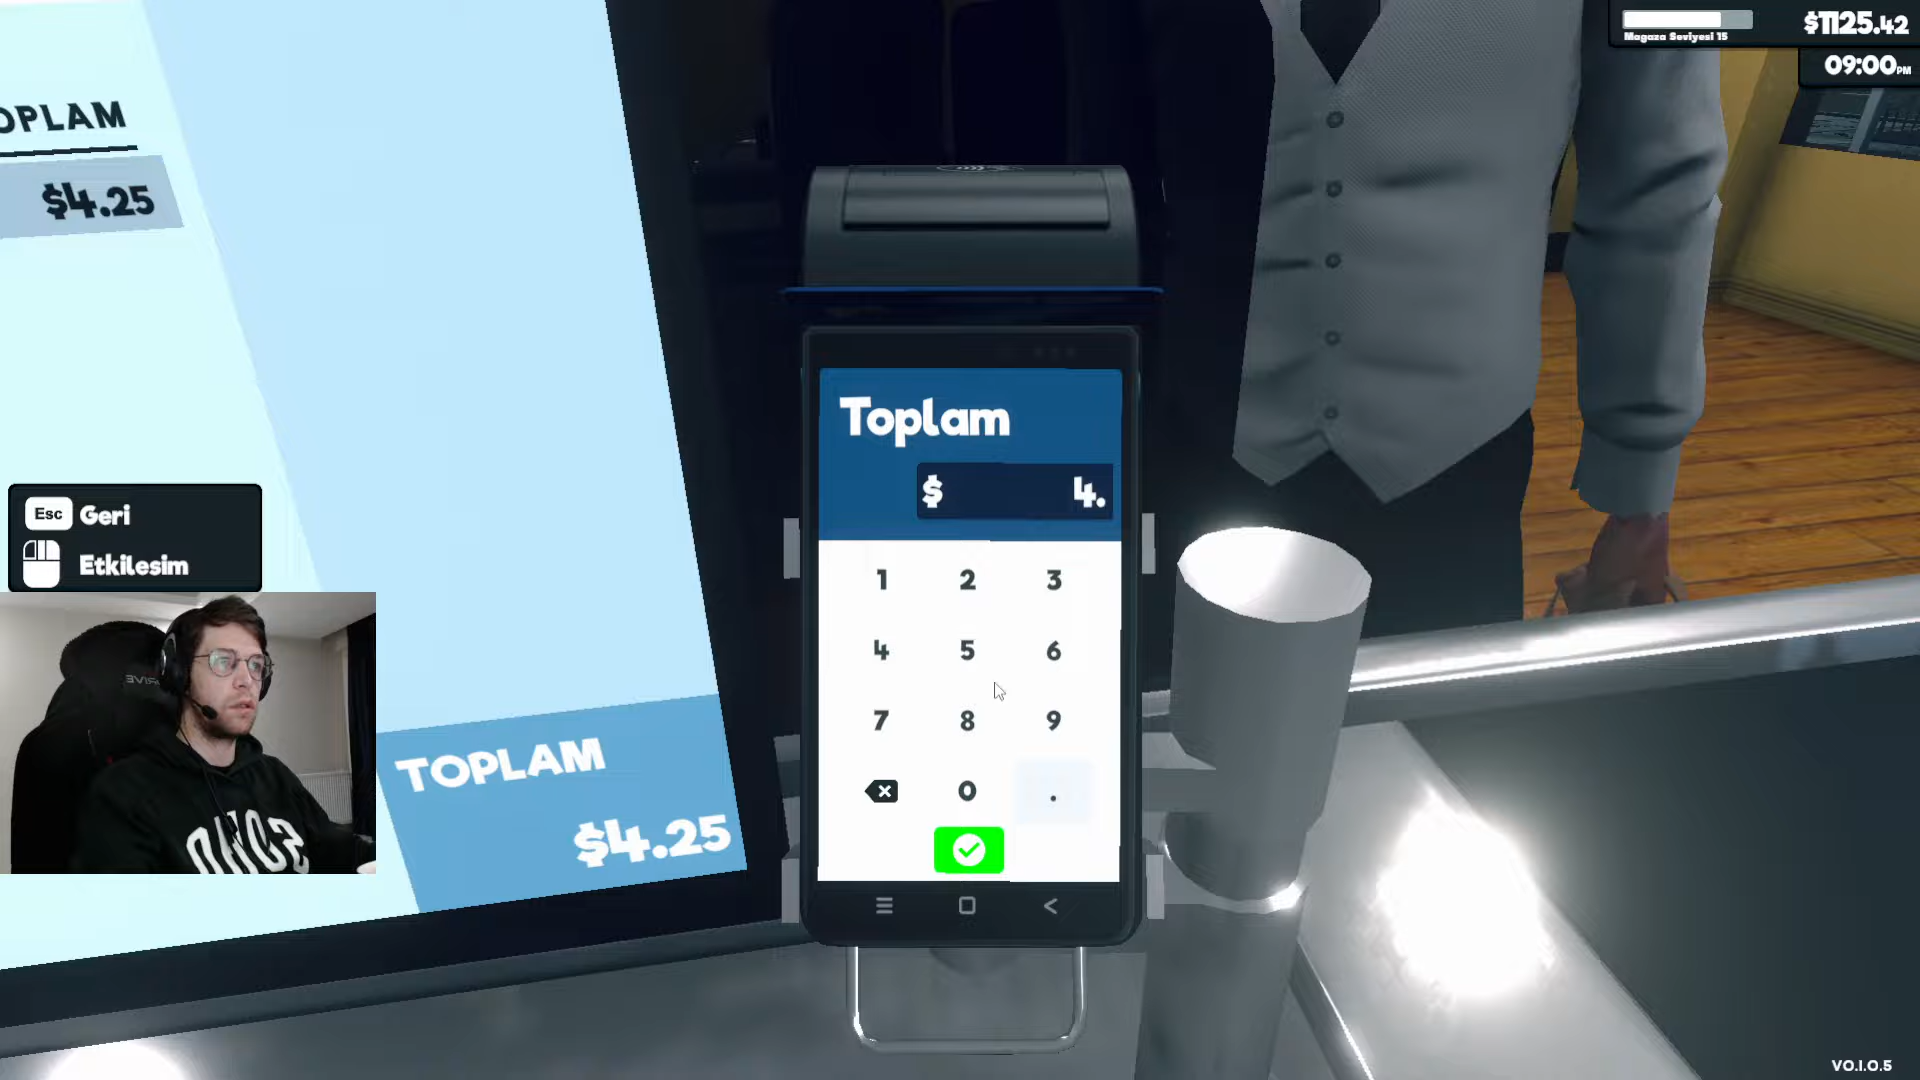 $1125.42
Magaza Seviyesi 15
09:00PM
OPLAM
$4.25
Toplam
$ 4.
1 2 3
4 5 6
7 8 9
0 .
Esc Geri
Etkilesim
TOPLAM
$4.25
V0.1.0.5